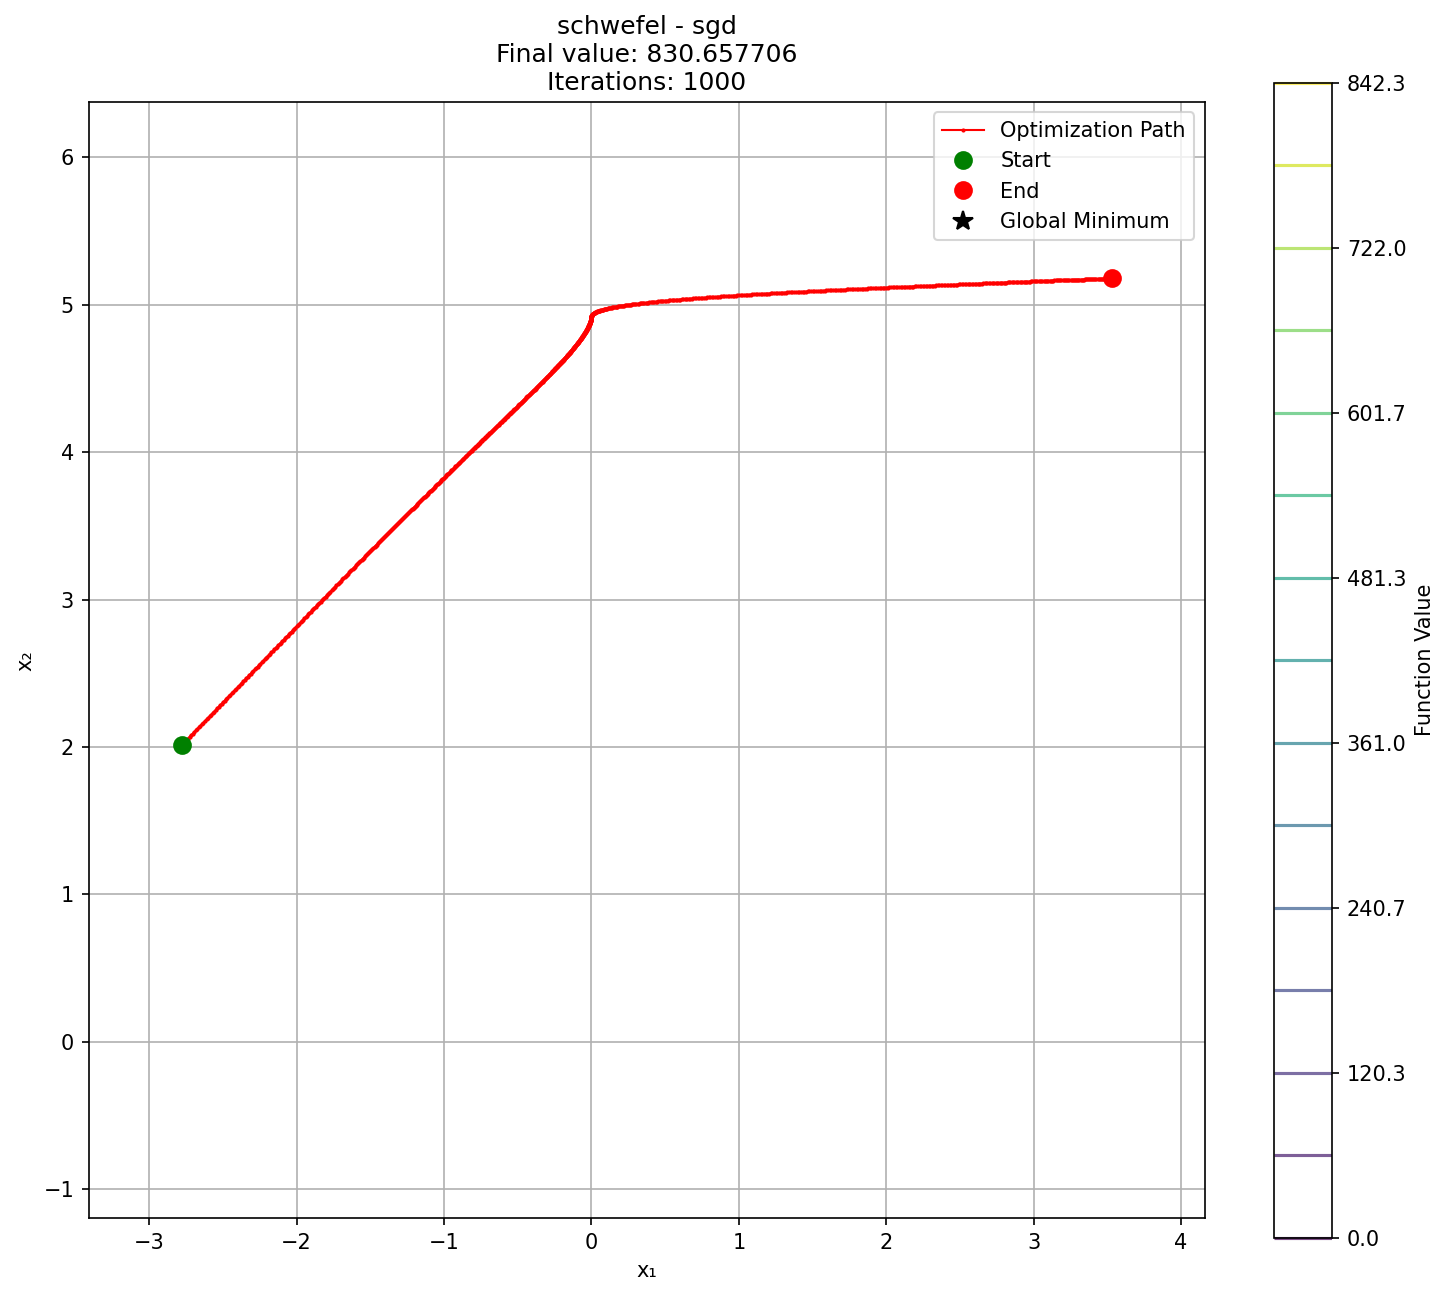 schwefel - sgd
Final value: 830.657706
Iterations: 1000
Optimization Path
Start
End
Global Minimum
6
5
4
3
2
1
0
−1
x₂
−3
−2
−1
0
1
2
3
4
x₁
842.3
722.0
601.7
481.3
361.0
240.7
120.3
0.0
Function Value